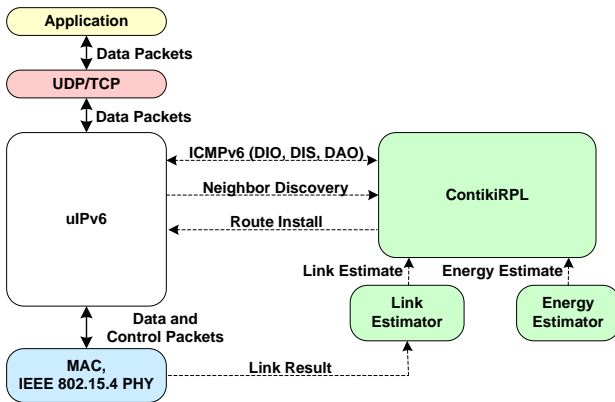 Application
Data Packets
UDP/TCP
Data Packets
ICMPv6 (DIO, DIS, DAO)
Neighbor Discovery
uIPv6
ContikiRPL
Route Install
Link Estimate
Energy Estimate
Data and
Control Packets
Link
Estimator
Energy
Estimator
MAC,
IEEE 802.15.4 PHY
Link Result